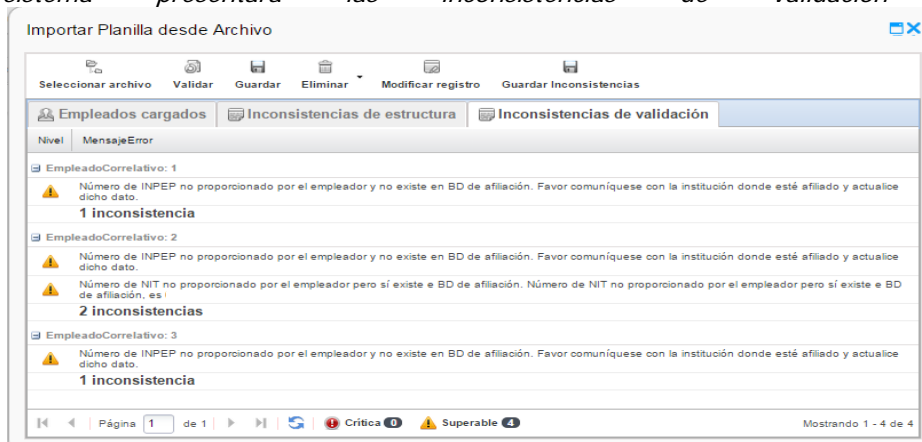 sistema presentará las inconsistencias de validación
Importar Planilla desde Archivo
Seleccionar archivo Validar Guardar Eliminar Modificar registro Guardar Inconsistencias
Empleados cargados Inconsistencias de estructura Inconsistencias de validación
Nivel MensajeError
EmpleadoCorrelativo: 1
Número de INPEP no proporcionado por el empleador y no existe en BD de afiliación. Favor comuníquese con la institución donde esté afiliado y actualice
dicho dato.
1 inconsistencia
EmpleadoCorrelativo: 2
Número de INPEP no proporcionado por el empleador y no existe en BD de afiliación. Favor comuníquese con la institución donde esté afiliado y actualice
dicho dato.
Número de NIT no proporcionado por el empleador pero sí existe e BD de afiliación. Número de NIT no proporcionado por el empleador pero sí existe e BD
de afiliación, es
2 inconsistencias
EmpleadoCorrelativo: 3
Número de INPEP no proporcionado por el empleador y no existe en BD de afiliación. Favor comuníquese con la institución donde esté afiliado y actualice
dicho dato.
1 inconsistencia
Página 1 de 1 Crítica 0 Superable 4 Mostrando 1 - 4 de 4